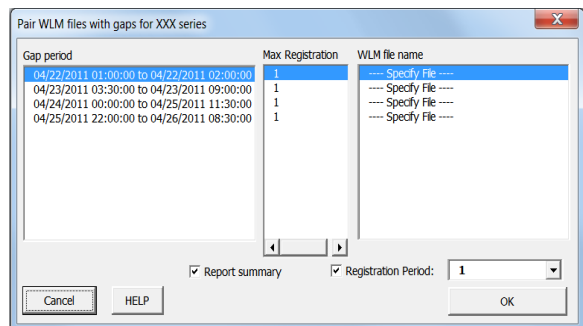 Pair WLM files with gaps for XXX series
Gap period Max Registration WLM file name
04/22/2011 01:00:00 to 04/22/2011 02:00:00 1 ---- Specify File ----
04/23/2011 03:30:00 to 04/23/2011 09:00:00 1 ---- Specify File ----
04/24/2011 00:00:00 to 04/25/2011 11:30:00 1 ---- Specify File ----
04/25/2011 22:00:00 to 04/26/2011 08:30:00 1 ---- Specify File ----
Report summary Registration Period: 1
Cancel HELP OK